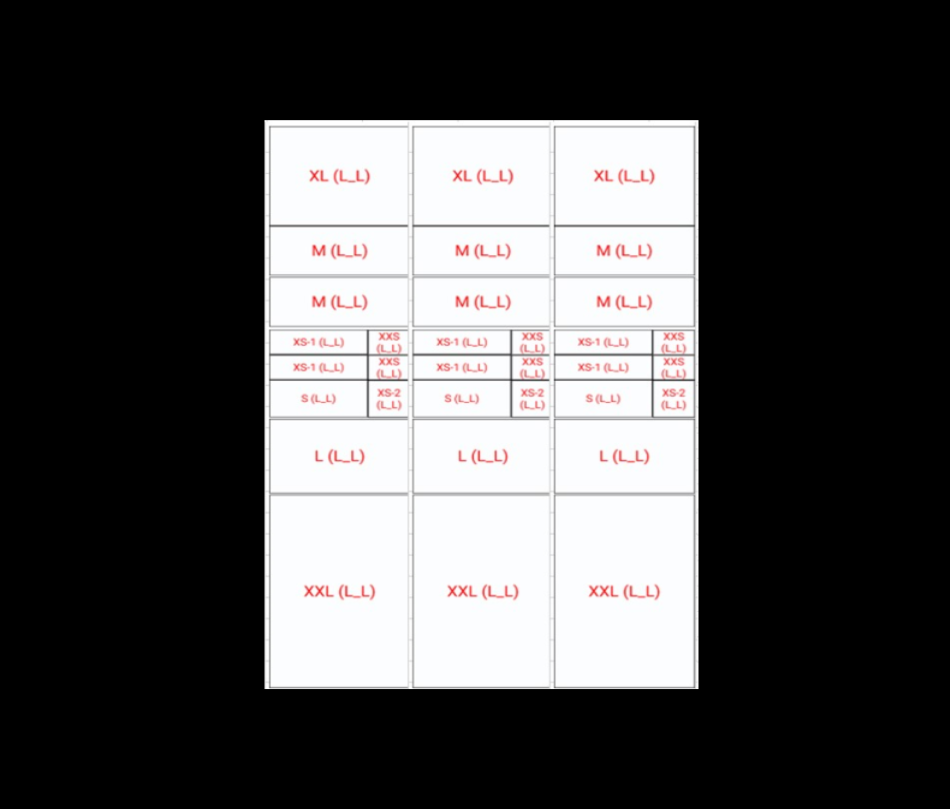 XL (L_L) XL (L_L) XL (L_L)
M (L_L) M (L_L) M (L_L)
M (L_L) M (L_L) M (L_L)
XS-1 (L_L) XXS (L_L) XS-1 (L_L) XXS (L_L) XS-1 (L_L) XXS (L_L)
XS-1 (L_L) XXS (L_L) XS-1 (L_L) XXS (L_L) XS-1 (L_L) XXS (L_L)
S (L_L) XS-2 (L_L) S (L_L) XS-2 (L_L) S (L_L) XS-2 (L_L)
L (L_L) L (L_L) L (L_L)
XXL (L_L) XXL (L_L) XXL (L_L)